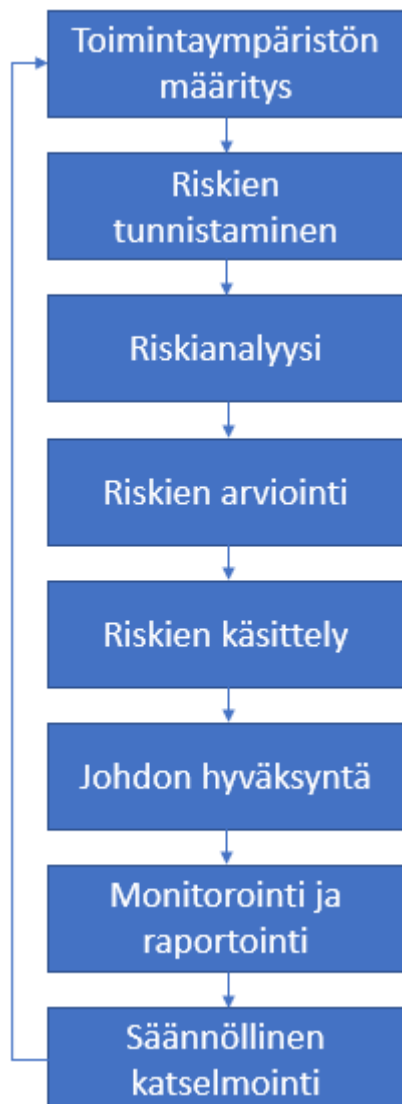 Toimintaympäristön
määritys
Riskien
tunnistaminen
Riskianalyysi
Riskien arviointi
Riskien käsittely
Johdon hyväksyntä
Monitorointi ja
raportointi
Säännöllinen
katselmointi